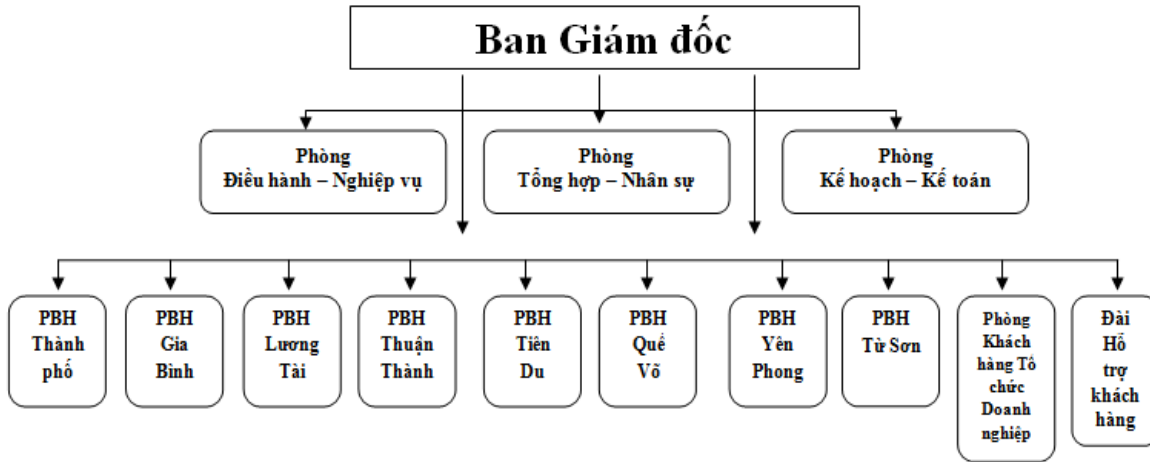 Ban Giám đốc
Phòng
Điều hành – Nghiệp vụ
Phòng
Tổng hợp – Nhân sự
Phòng
Kế hoạch – Kế toán
PBH
Thành
phố
PBH
Gia
Bình
PBH
Lương
Tài
PBH
Thuận
Thành
PBH
Tiên
Du
PBH
Quế
Võ
PBH
Yên
Phong
PBH
Từ Sơn
Phòng
Khách
hàng Tổ
chức
Doanh
nghiệp
Đài
Hỗ
trợ
khách
hàng